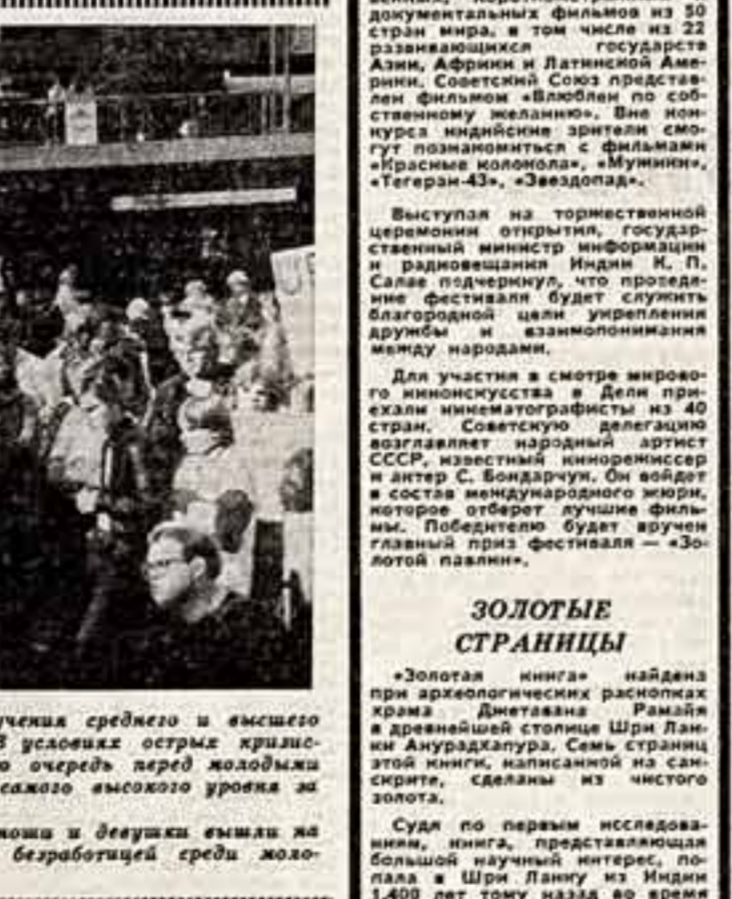 учения среднего и высшего
В условиях острых кризис-
ю очередь перед молодыми
самого высокого уровня за
ноши и девушки вышли на
безработицей среди моло-
венных, короткометражных
документальных фильмов из 50
стран мира, в том числе из 22
развивающихся государств
Азии, Африки и Латинской Аме-
рики. Советский Союз представ-
лен фильмом «Влюблен по соб-
ственному желанию». Вне кон-
курса индийские зрители смо-
гут познакомиться с фильмами
«Красные колокола», «Мужики»,
«Тегеран-43», «Звездопад».
Выступая на торжественной
церемонии открытия, государ-
ственный министр информации
и радиовещания Индии К. П.
Салве подчеркнул, что проведе-
ние фестиваля будет служить
благородной цели укрепления
дружбы и взаимопонимания
между народами.
Для участия в смотре мирово-
го киноискусства в Дели при-
ехали кинематографисты из 40
стран. Советскую делегацию
возглавляет народный артист
СССР, известный кинорежиссер
и актер С. Бондарчук. Он войдет
в состав международного жюри,
которое отберет лучшие филь-
мы. Победителю будет вручен
главный приз фестиваля — «Зо-
лотой павлин».
ЗОЛОТЫЕ
СТРАНИЦЫ
«Золотая книга» найдена
при археологических раскопках
храма Джетавана Рамайя
в древнейшей столице Шри Лан-
ки Анурадхапура. Семь страниц
этой книги, написанной на сан-
скрите, сделаны из чистого
золота.
Судя по первым исследова-
ниям, книга, представляющая
большой научный интерес, по-
пала в Шри Ланку из Индии
1.400 лет тому назад во время